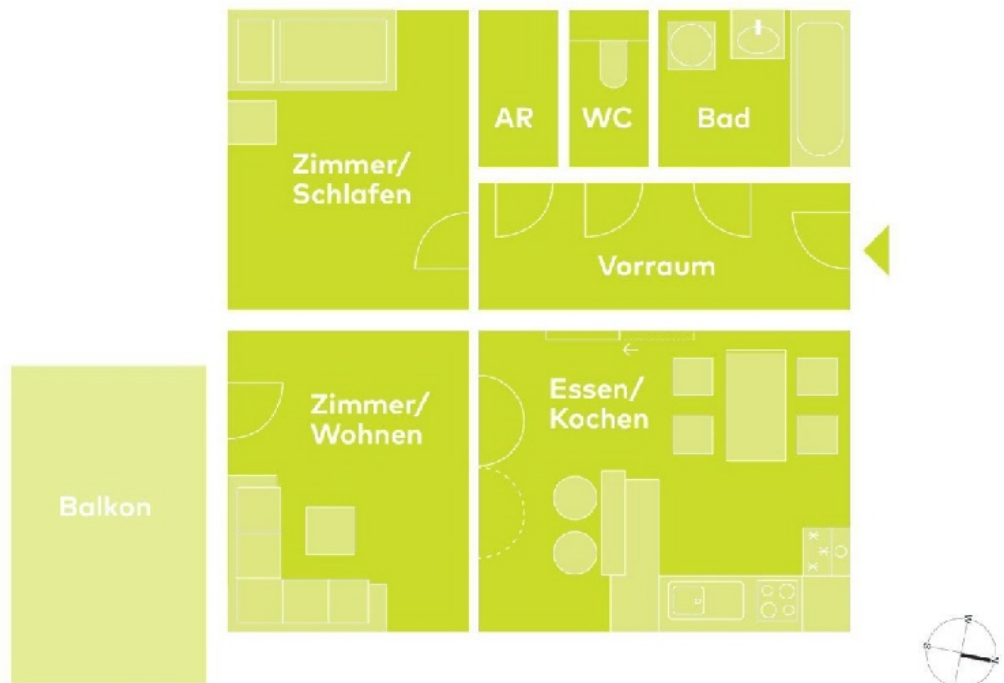 AR
WC
Bad
Zimmer/
Schlafen
Vorraum
Zimmer/
Wohnen
Essen/
Kochen
Balkon